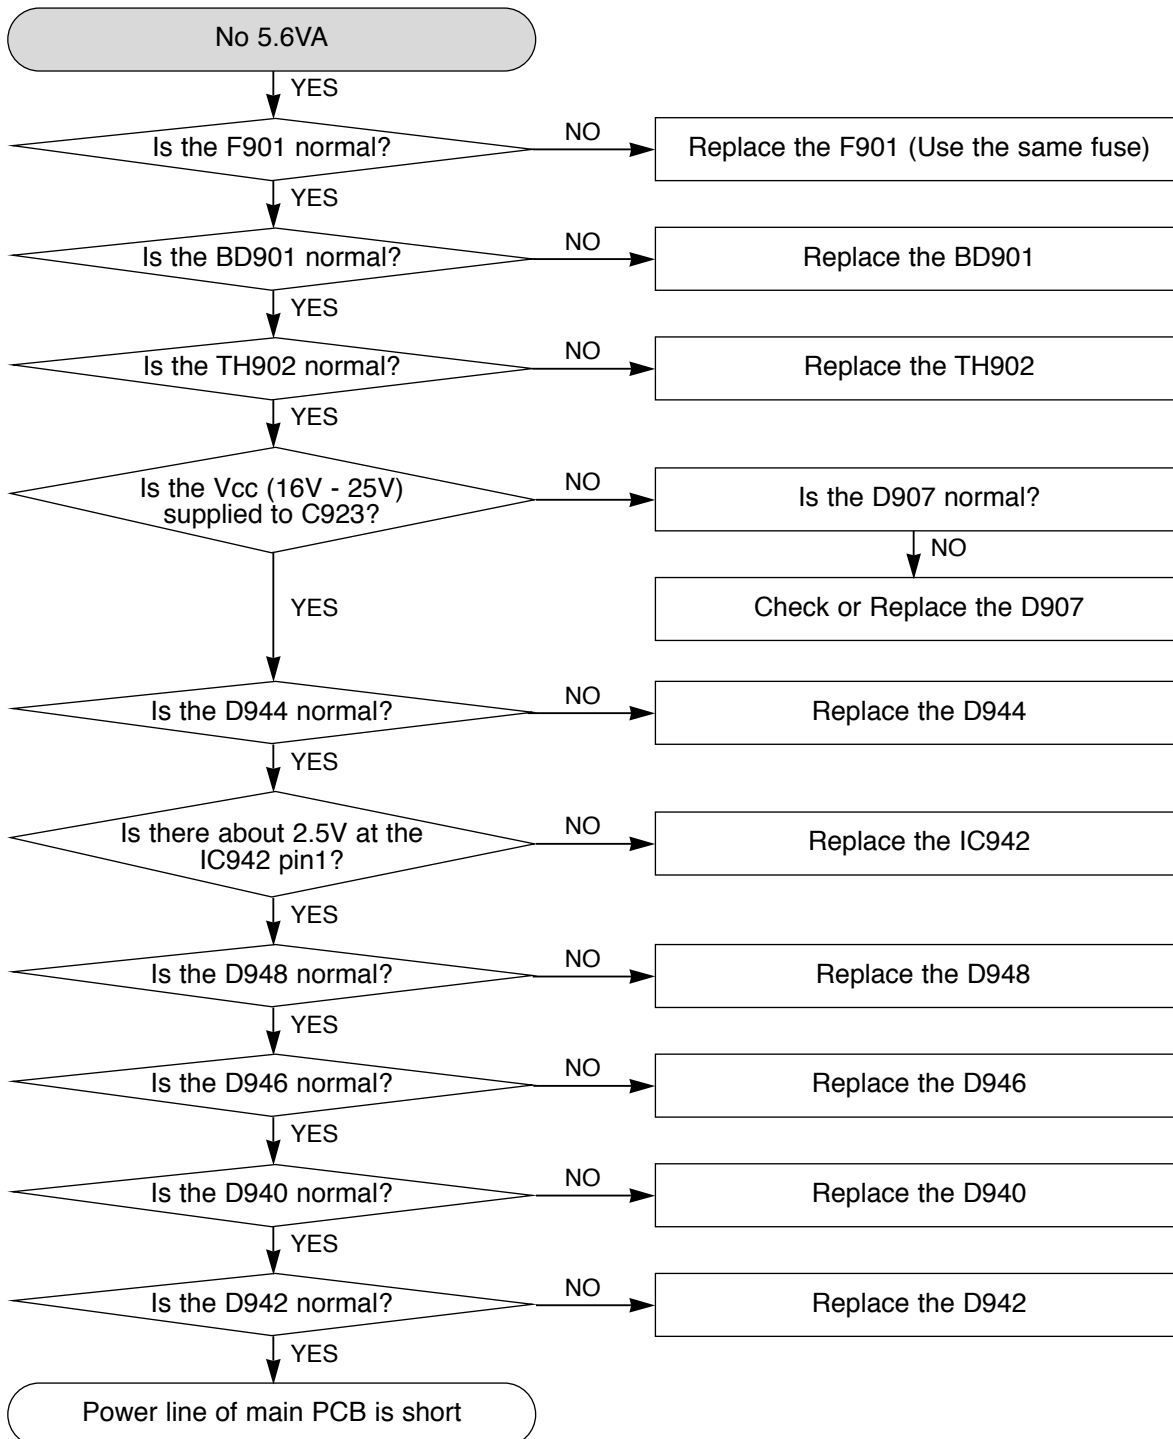 No 5.6VA
YES
Is the F901 normal?
NO
Replace the F901 (Use the same fuse)
YES
Is the BD901 normal?
NO
Replace the BD901
YES
Is the TH902 normal?
NO
Replace the TH902
YES
Is the Vcc (16V - 25V)
supplied to C923?
NO
Is the D907 normal?
NO
Check or Replace the D907
YES
Is the D944 normal?
NO
Replace the D944
YES
Is there about 2.5V at the
IC942 pin1?
NO
Replace the IC942
YES
Is the D948 normal?
NO
Replace the D948
YES
Is the D946 normal?
NO
Replace the D946
YES
Is the D940 normal?
NO
Replace the D940
YES
Is the D942 normal?
NO
Replace the D942
YES
Power line of main PCB is short